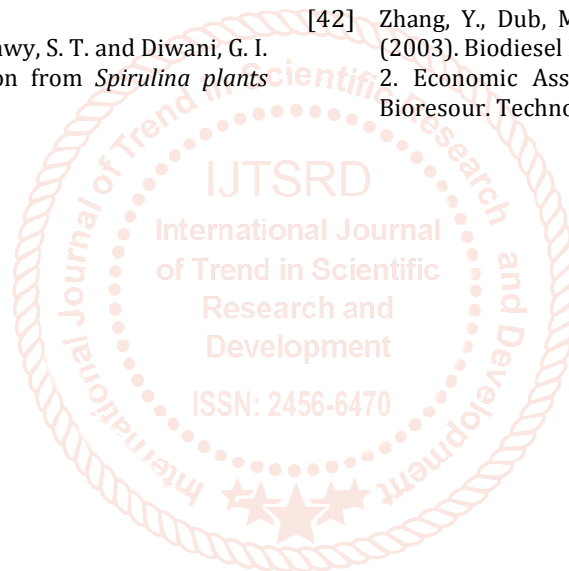 wy, S. T. and Diwani, G. I.
on from Spirulina plants
[42] Zhang, Y., Dub, M
(2003). Biodiesel
2. Economic Ass
Bioresour. Techno
International Journal of Trend in Scientific Research and Development
IJTSRD
International Journal
of Trend in Scientific
Research and
Development
ISSN: 2456-6470